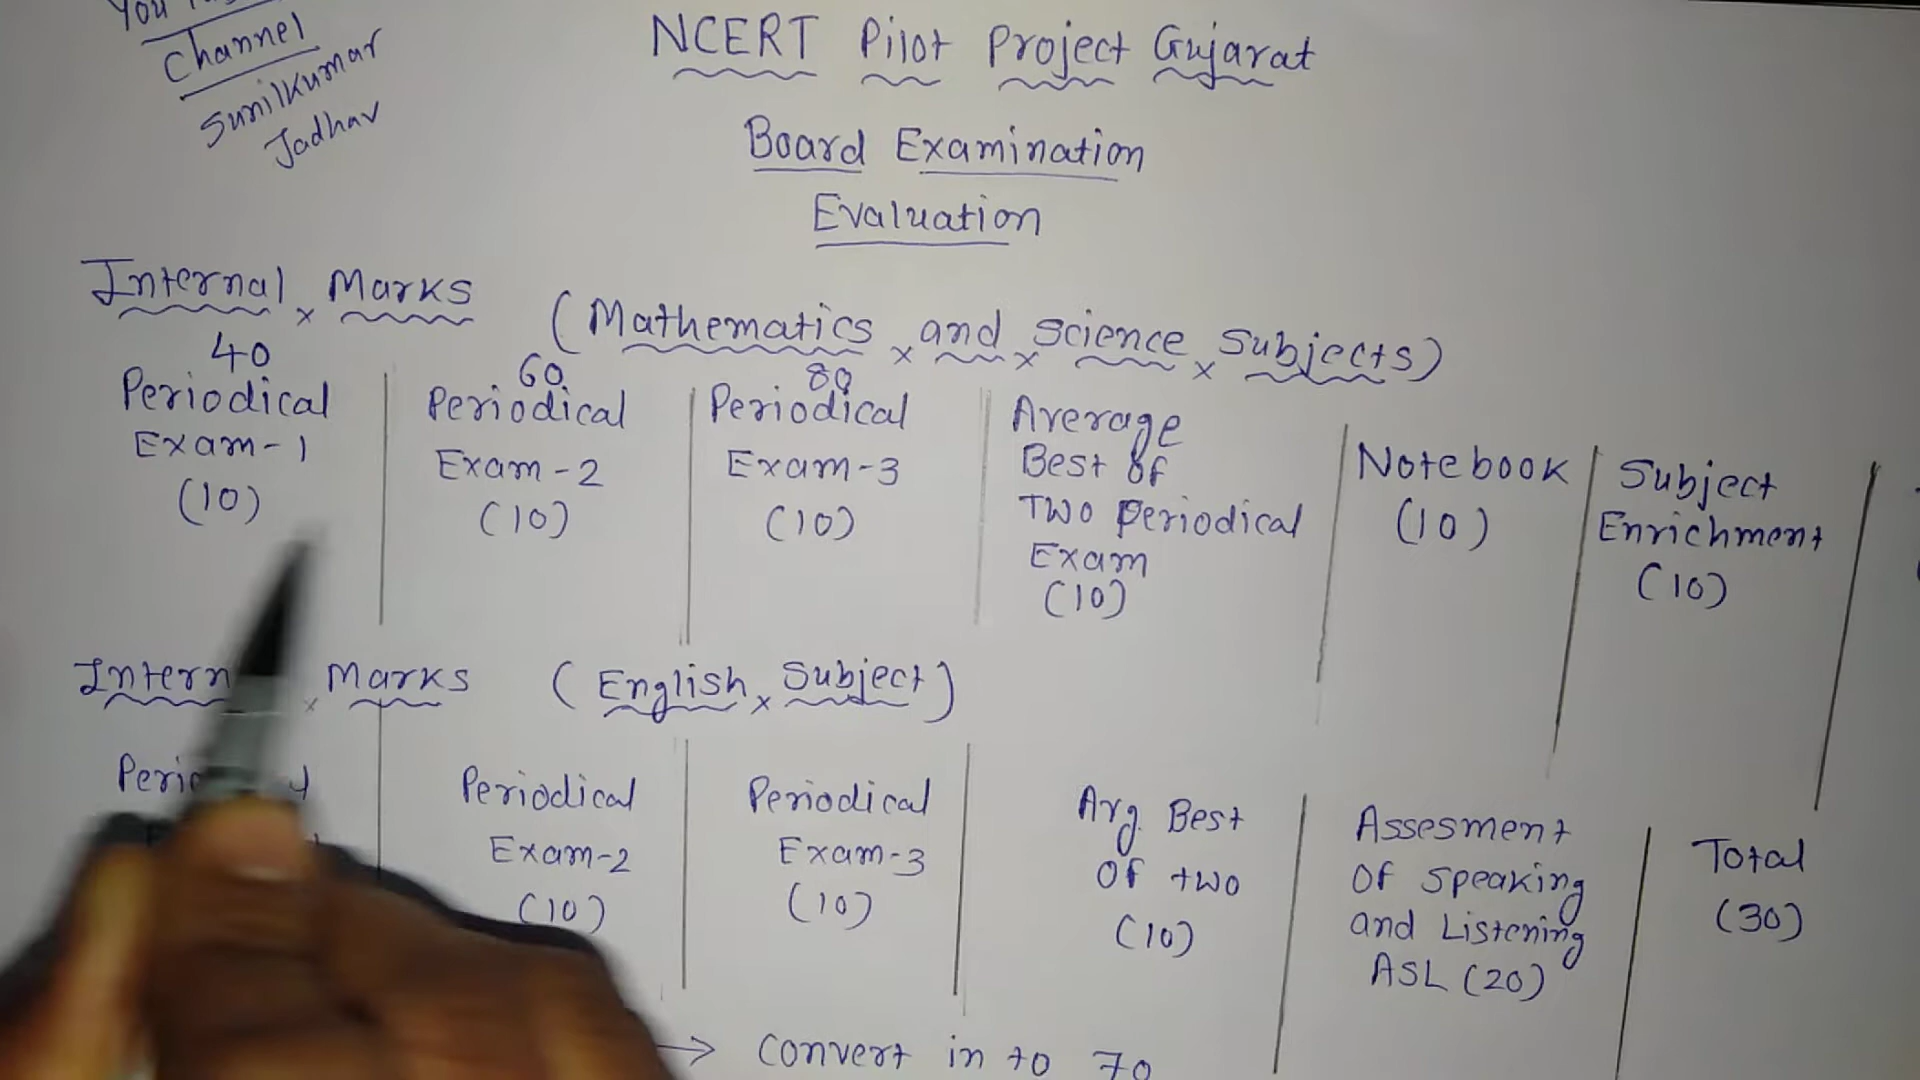 You
Channel
Sunilkumar
Jadhav
NCERT Pilot Project Gujarat
Board Examination
Evaluation
Internal Marks (Mathematics and Science Subjects)
40
Periodical
Exam-1
(10)
60
Periodical
Exam-2
(10)
80
Periodical
Exam-3
(10)
Average
Best Of
Two Periodical
Exam
(10)
Notebook
(10)
Subject
Enrichment
(10)
Marks (English Subject)
Periodical
Exam-2
(10)
Periodical
Exam-3
(10)
Avg. Best
Of two
(10)
Assesment
Of Speaking
and Listening
ASL (20)
Total
(30)
→ Convert in to 70